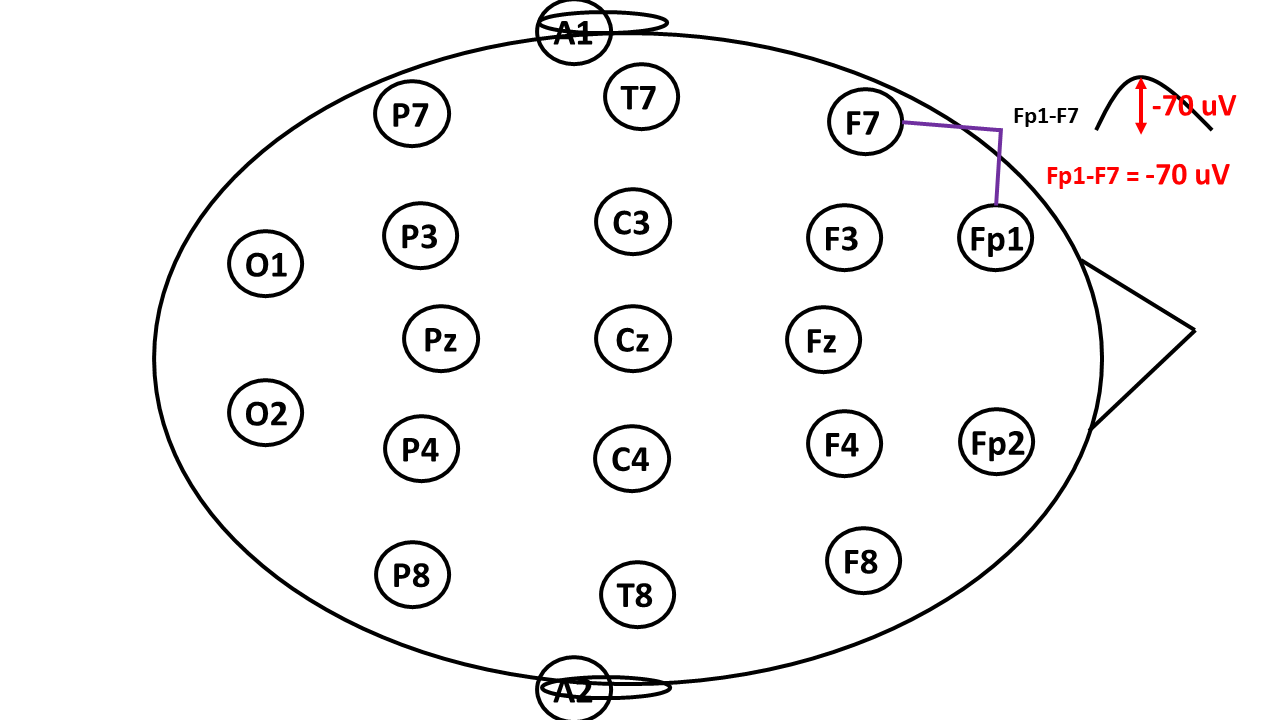 A1
T7
P7
F7
Fp1-F7
-70 uV
Fp1-F7 = -70 uV
C3
P3
F3
Fp1
O1
Pz
Cz
Fz
O2
P4
C4
F4
Fp2
P8
T8
F8
A2